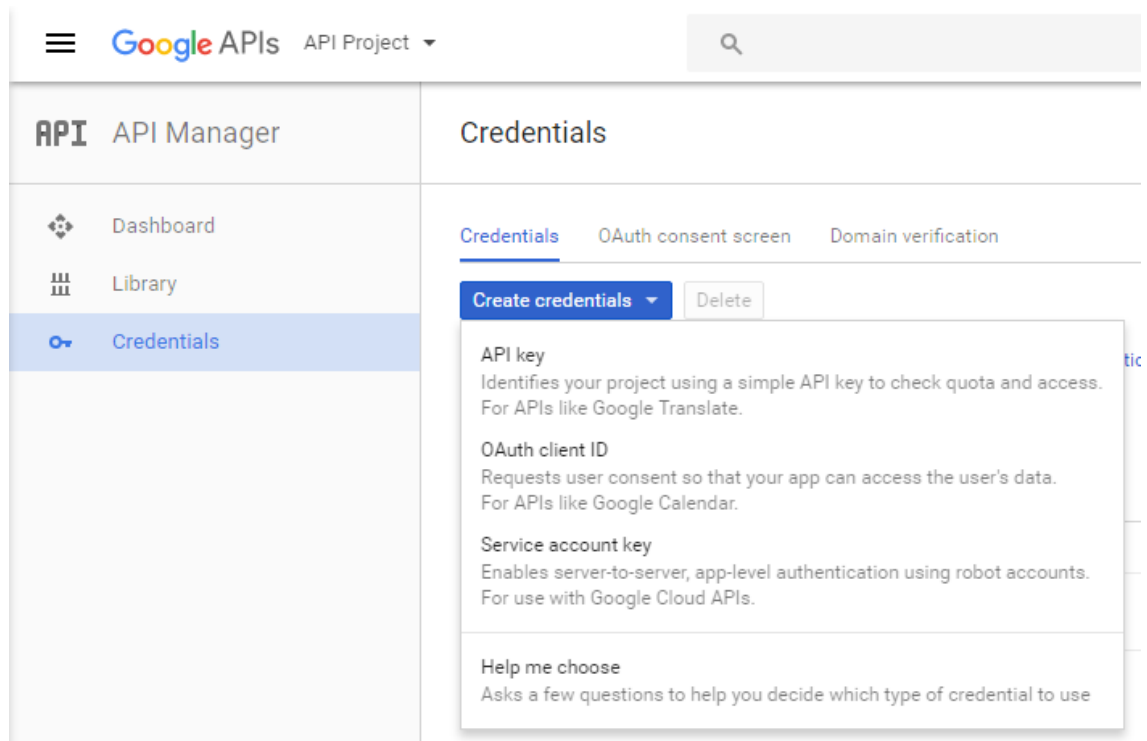 Google APIs API Project
API API Manager
Credentials
Dashboard
Library
Credentials
Credentials OAuth consent screen Domain verification
Create credentials Delete
API key
Identifies your project using a simple API key to check quota and access.
For APIs like Google Translate.
OAuth client ID
Requests user consent so that your app can access the user's data.
For APIs like Google Calendar.
Service account key
Enables server-to-server, app-level authentication using robot accounts.
For use with Google Cloud APIs.
Help me choose
Asks a few questions to help you decide which type of credential to use